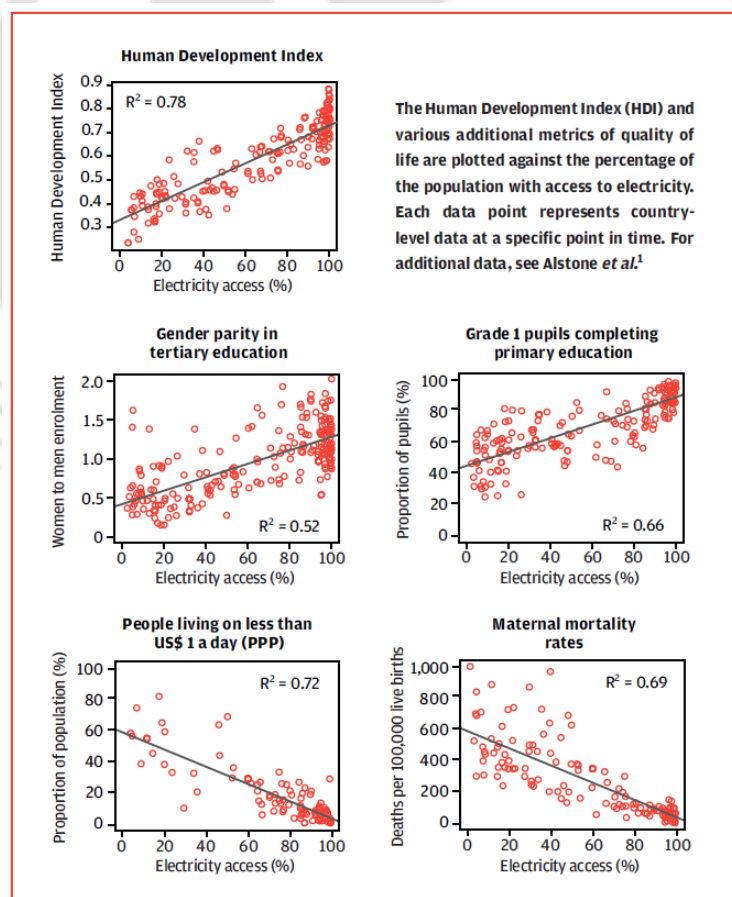 Human Development Index
Human Development Index
0.9
0.8
0.7
0.6
0.5
0.4
0.3
R² = 0.78
0 20 40 60 80 100
Electricity access (%)
The Human Development Index (HDI) and
various additional metrics of quality of
life are plotted against the percentage of
the population with access to electricity.
Each data point represents country-
level data at a specific point in time. For
additional data, see Alstone et al.¹
Gender parity in
tertiary education
Women to men enrolment
2.0
1.5
1.0
0.5
0
R² = 0.52
0 20 40 60 80 100
Electricity access (%)
Grade 1 pupils completing
primary education
Proportion of pupils (%)
100
80
60
40
20
0
R² = 0.66
0 20 40 60 80 100
Electricity access (%)
People living on less than
US$ 1 a day (PPP)
Proportion of population (%)
100
80
60
40
20
0
R² = 0.72
0 20 40 60 80 100
Electricity access (%)
Maternal mortality
rates
Deaths per 100,000 live births
1,000
800
600
400
200
0
R² = 0.69
0 20 40 60 80 100
Electricity access (%)